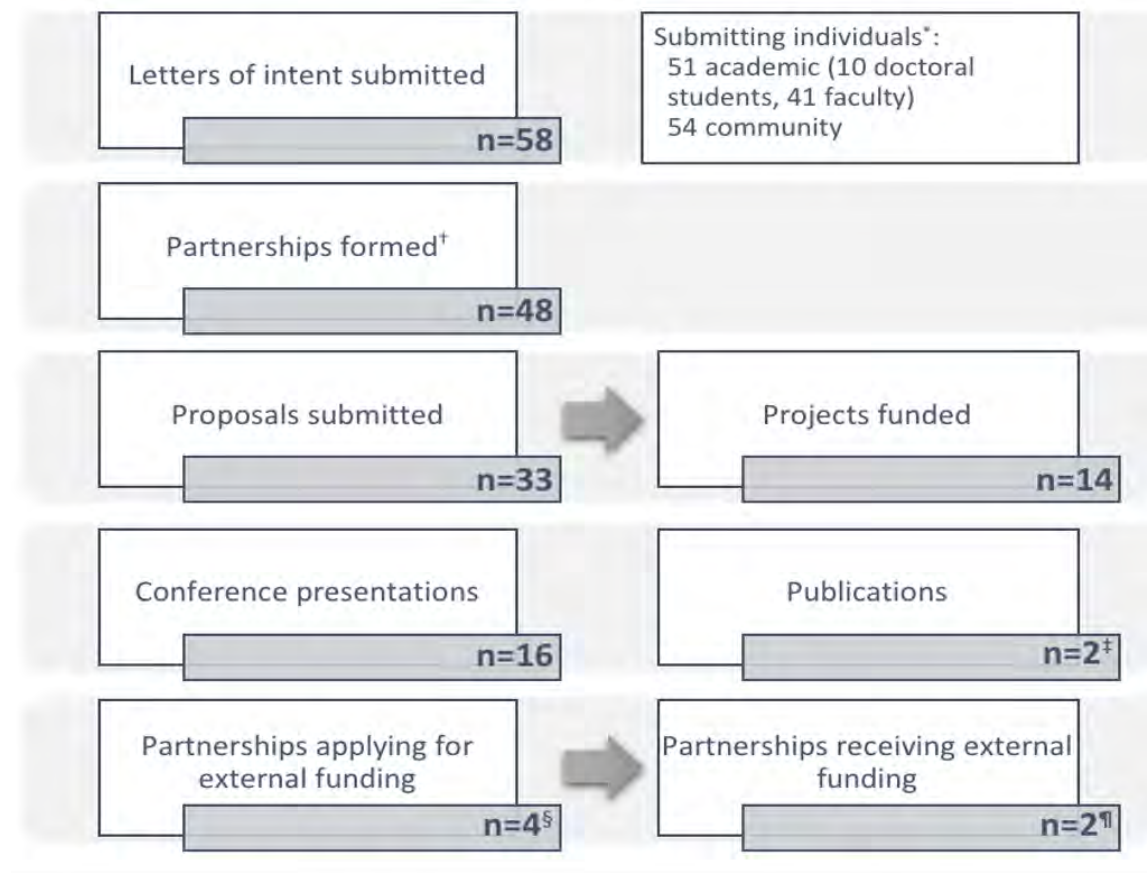 Letters of intent submitted
n=58
Submitting individuals*:
51 academic (10 doctoral
students, 41 faculty)
54 community
Partnerships formed†
n=48
Proposals submitted
n=33
Projects funded
n=14
Conference presentations
n=16
Publications
n=2‡
Partnerships applying for
external funding
n=4§
Partnerships receiving external
funding
n=2¶